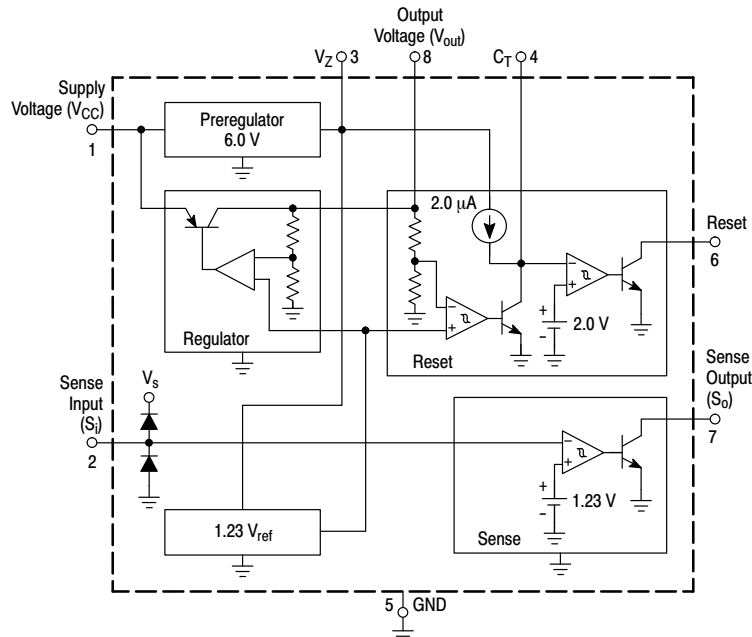 Output
Voltage (Vout)
VZ 3
8
CT 4
Supply
Voltage (VCC)
1
Preregulator
6.0 V
2.0 μA
Reset
6
+
-
-
+
-
+
2.0 V
Regulator
Reset
Sense
Input
(Si)
2
Vs
Sense
Output
(So)
7
-
+
+
-
1.23 V
1.23 Vref
Sense
5 GND